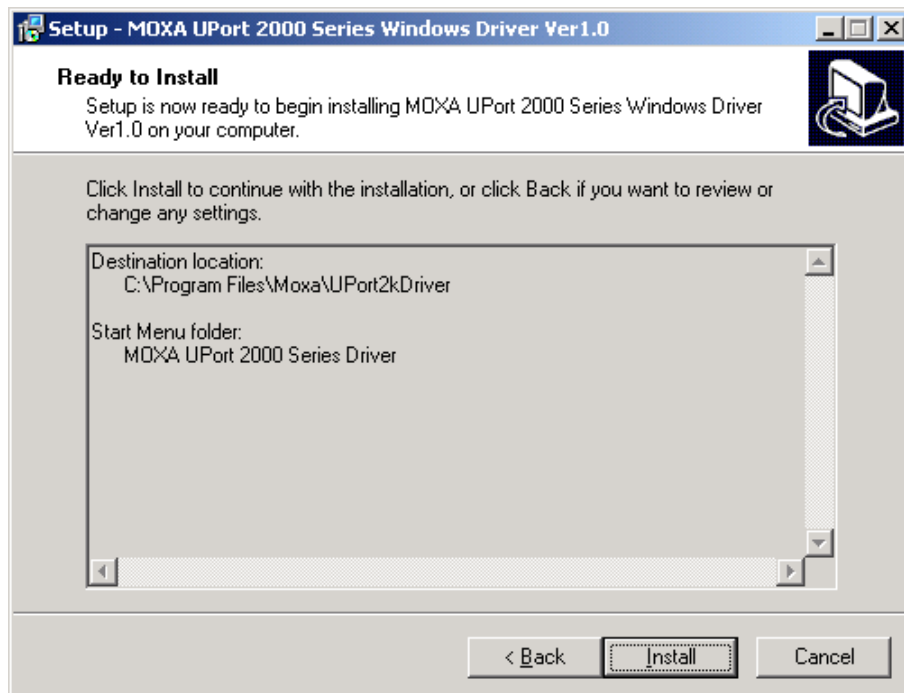 Setup - MOXA UPort 2000 Series Windows Driver Ver1.0
Ready to Install
Setup is now ready to begin installing MOXA UPort 2000 Series Windows Driver
Ver1.0 on your computer.
Click Install to continue with the installation, or click Back if you want to review or
change any settings.
Destination location:
C:\Program Files\Moxa\UPort2kDriver
Start Menu folder:
MOXA UPort 2000 Series Driver
< Back
Install
Cancel